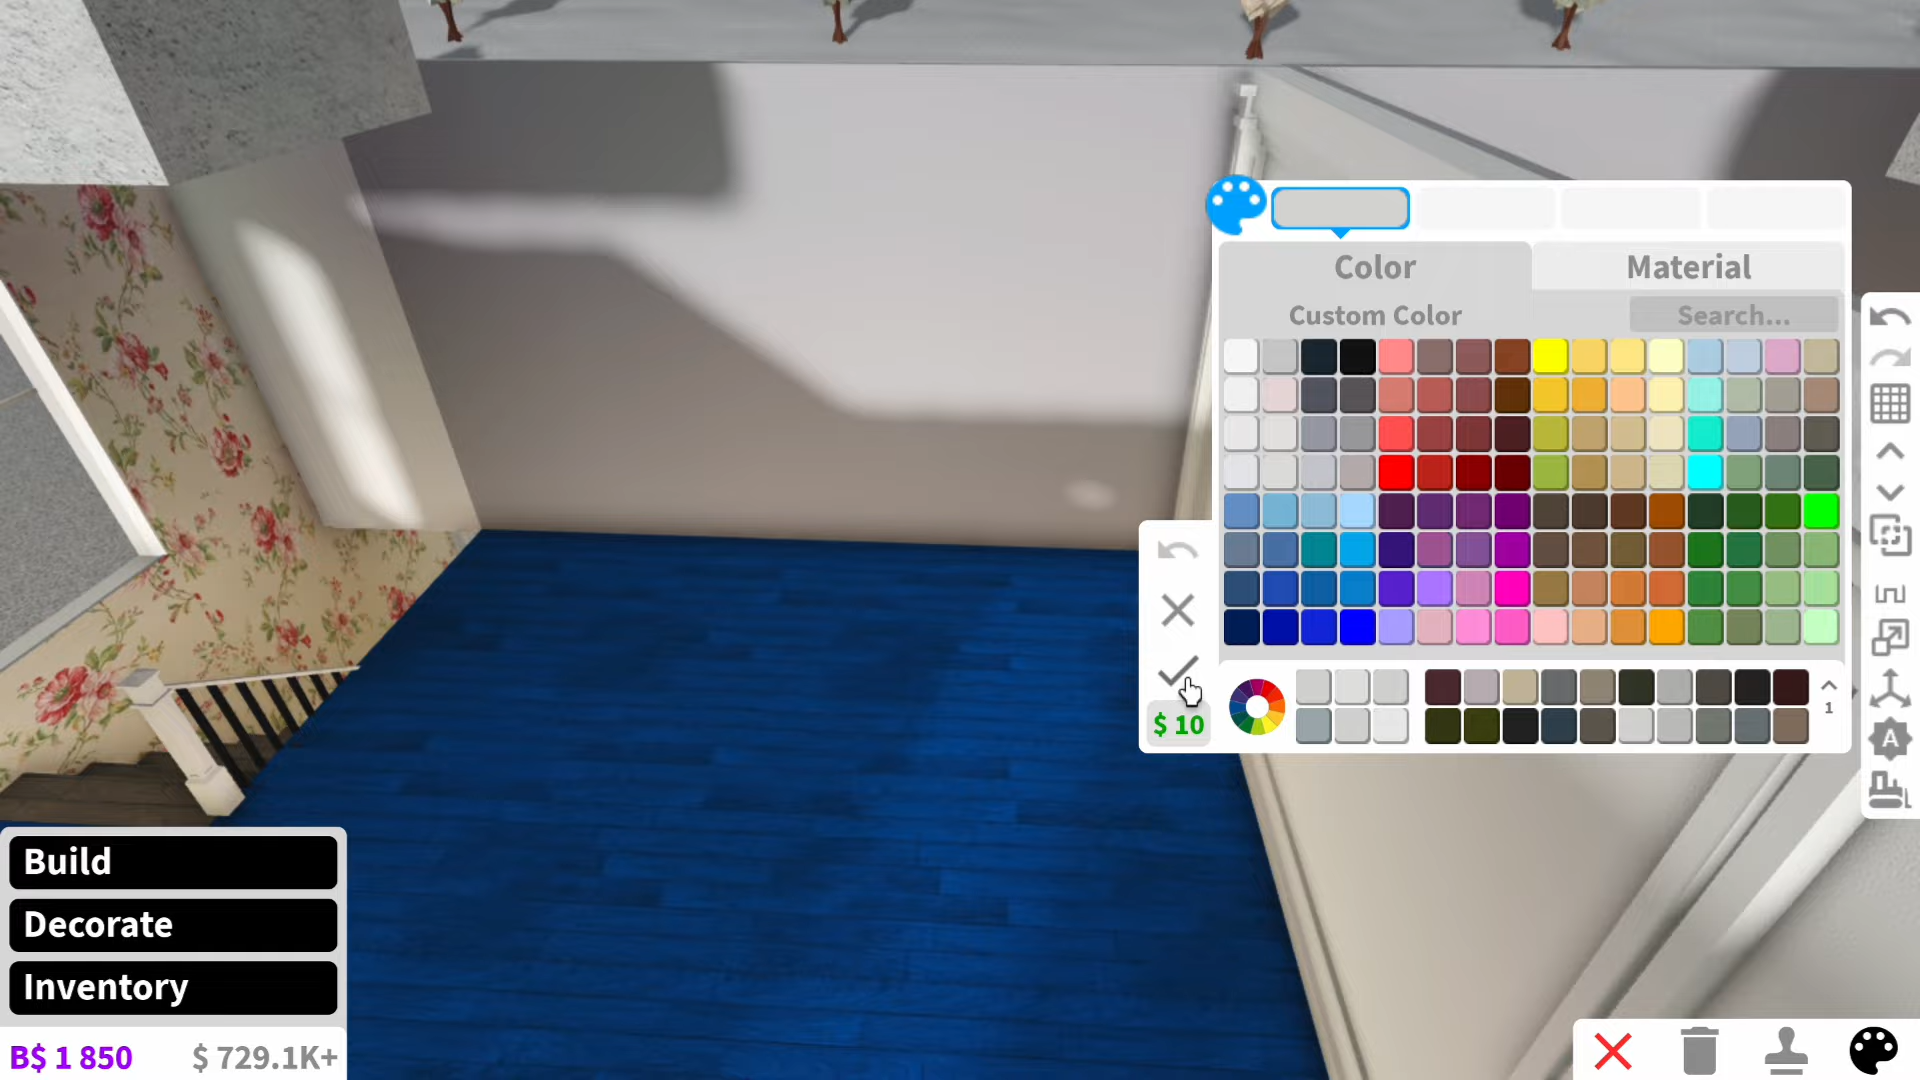 Color
Material
Custom Color
Search...
$ 10
1
A
Build
Decorate
Inventory
B$ 1 850
$ 729.1K+